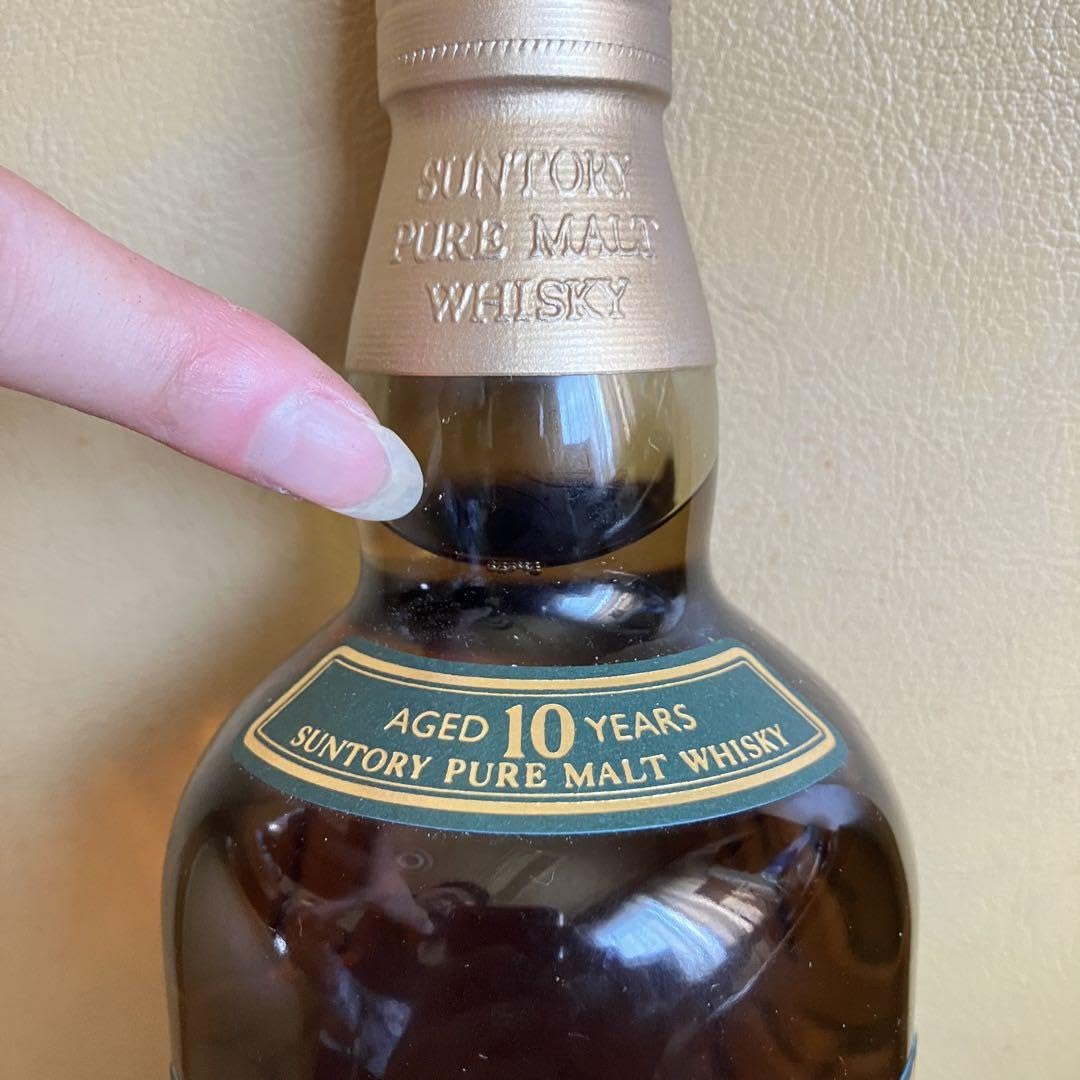 SUNTORY
PURE MALT
WHISKY
AGED 10 YEARS
SUNTORY PURE MALT WHISKY